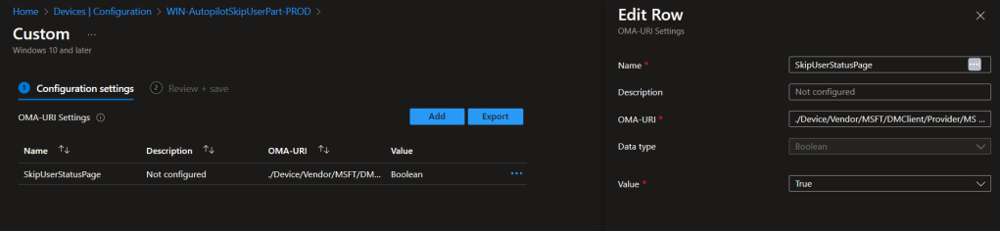 Home > Devices | Configuration > WIN-AutopilotSkipUserPart-PROD >
Custom ...
Windows 10 and later
1 Configuration settings 2 Review + save
OMA-URI Settings
Add Export
Name ↑↓ Description ↑↓ OMA-URI ↑↓ Value
SkipUserStatusPage Not configured ./Device/Vendor/MSFT/DM... Boolean ...
Edit Row
OMA-URI Settings
Name * SkipUserStatusPage
Description Not configured
OMA-URI * ./Device/Vendor/MSFT/DMClient/Provider/MS ...
Data type Boolean
Value * True